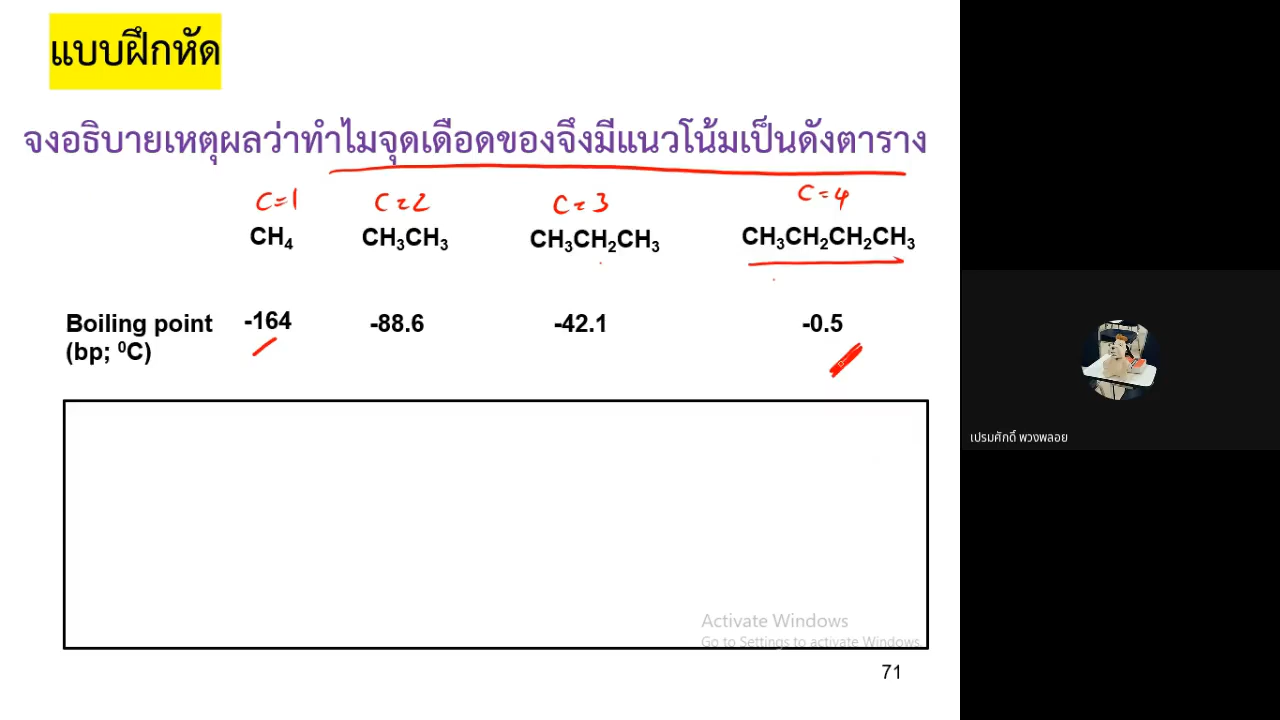 แบบฝึกหัด
จงอธิบายเหตุผลว่าทำไมจุดเดือดของจึงมีแนวโน้มเป็นดังตาราง
C=1 C=2 C=3 C=4
CH₄ CH₃CH₃ CH₃CH₂CH₃ CH₃CH₂CH₂CH₃
Boiling point -164 -88.6 -42.1 -0.5
(bp; ⁰C)
เปรมศักดิ์ พวงพลอย
Activate Windows
Go to Settings to activate Windows.
71